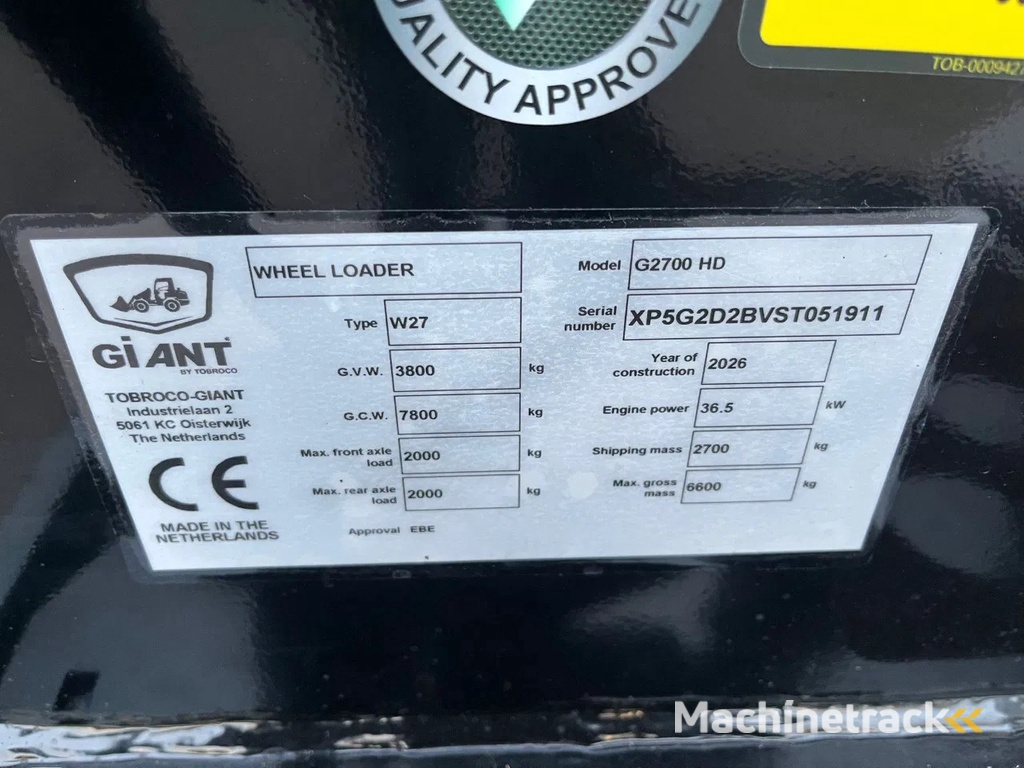 QUALITY APPROVED
TOB-0009427
WHEEL LOADER
Model G2700 HD
Type W27
Serial number XP5G2D2BVST051911
G.V.W. 3800 kg
Year of construction 2026
G.C.W. 7800 kg
Engine power 36.5 kW
Max. front axle load 2000 kg
Shipping mass 2700 kg
Max. rear axle load 2000 kg
Max. gross mass 6600 kg
Approval EBE
GiANT
BY TOBROCO
TOBROCO-GIANT
Industrielaan 2
5061 KC Oisterwijk
The Netherlands
CE
MADE IN THE
NETHERLANDS
Machinetrack